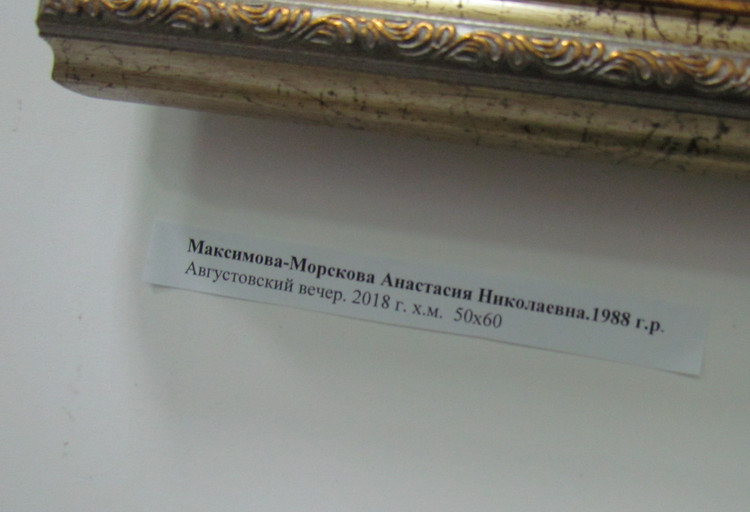 Максимова-Морскова Анастасия Николаевна.1988 г.р.
Августовский вечер. 2018 г. х.м.  50х60